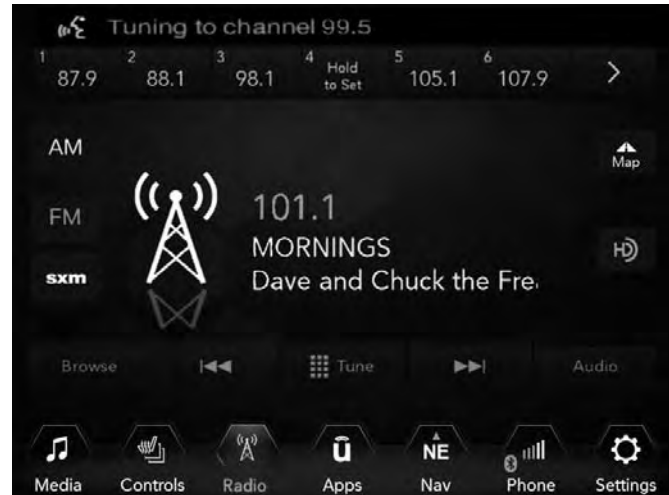 Tuning to channel 99.5
1 87.9 2 88.1 3 98.1 4 Hold to Set 5 105.1 6 107.9 >
AM
Map
FM
101.1
MORNINGS
HD
sxm
Dave and Chuck the Fre
Browse Tune Audio
ū NE
Media Controls Radio Apps Nav Phone Settings